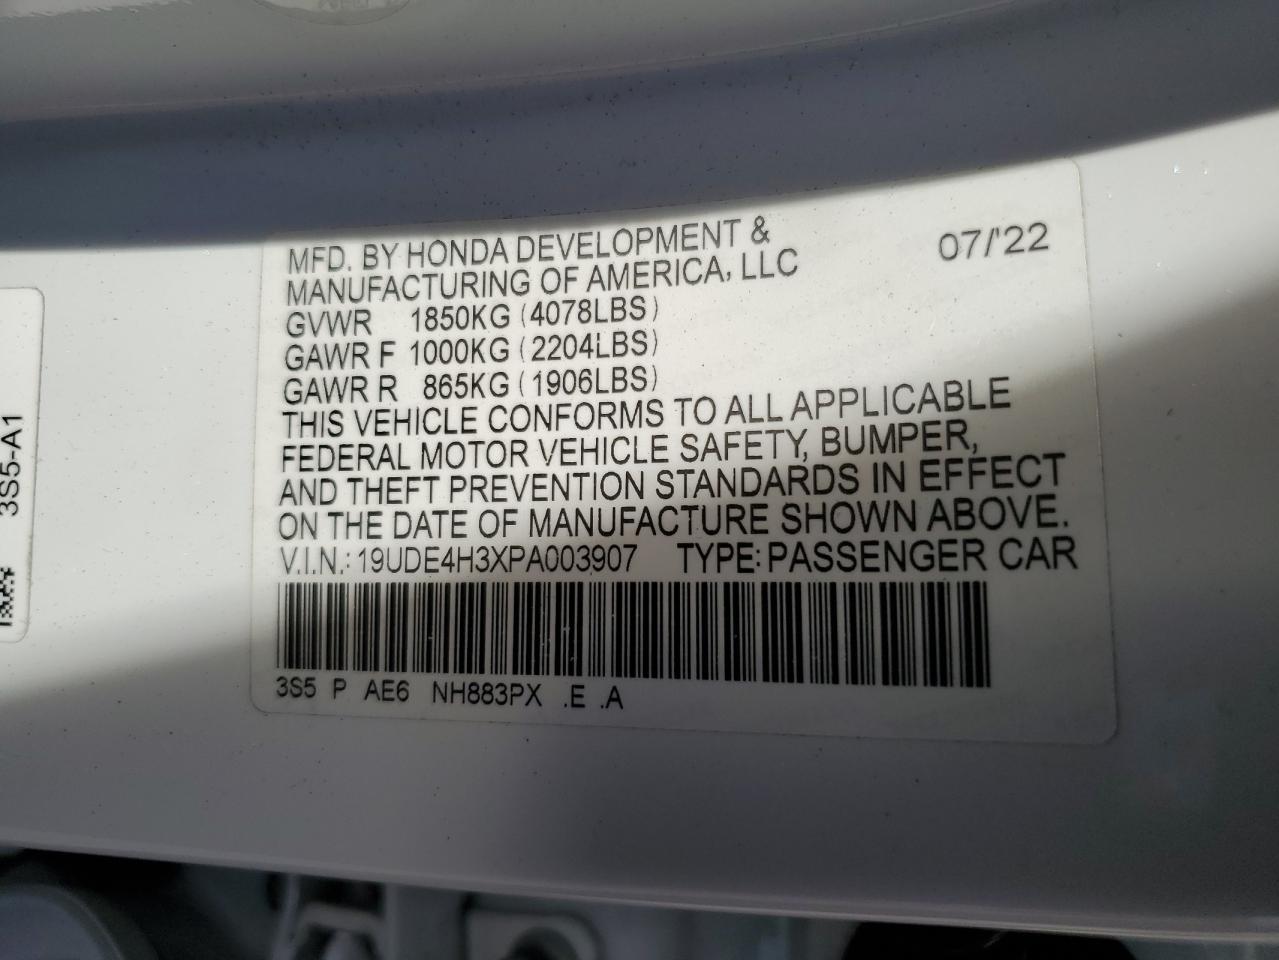 MFD. BY HONDA DEVELOPMENT &
MANUFACTURING OF AMERICA, LLC
07/'22
GVWR 1850KG (4078LBS)
GAWR F 1000KG (2204LBS)
GAWR R 865KG (1906LBS)
THIS VEHICLE CONFORMS TO ALL APPLICABLE
FEDERAL MOTOR VEHICLE SAFETY, BUMPER,
AND THEFT PREVENTION STANDARDS IN EFFECT
ON THE DATE OF MANUFACTURE SHOWN ABOVE.
V.I.N.: 19UDE4H3XPA003907 TYPE: PASSENGER CAR
3S5 P AE6 NH883PX .E .A
3S5-A1